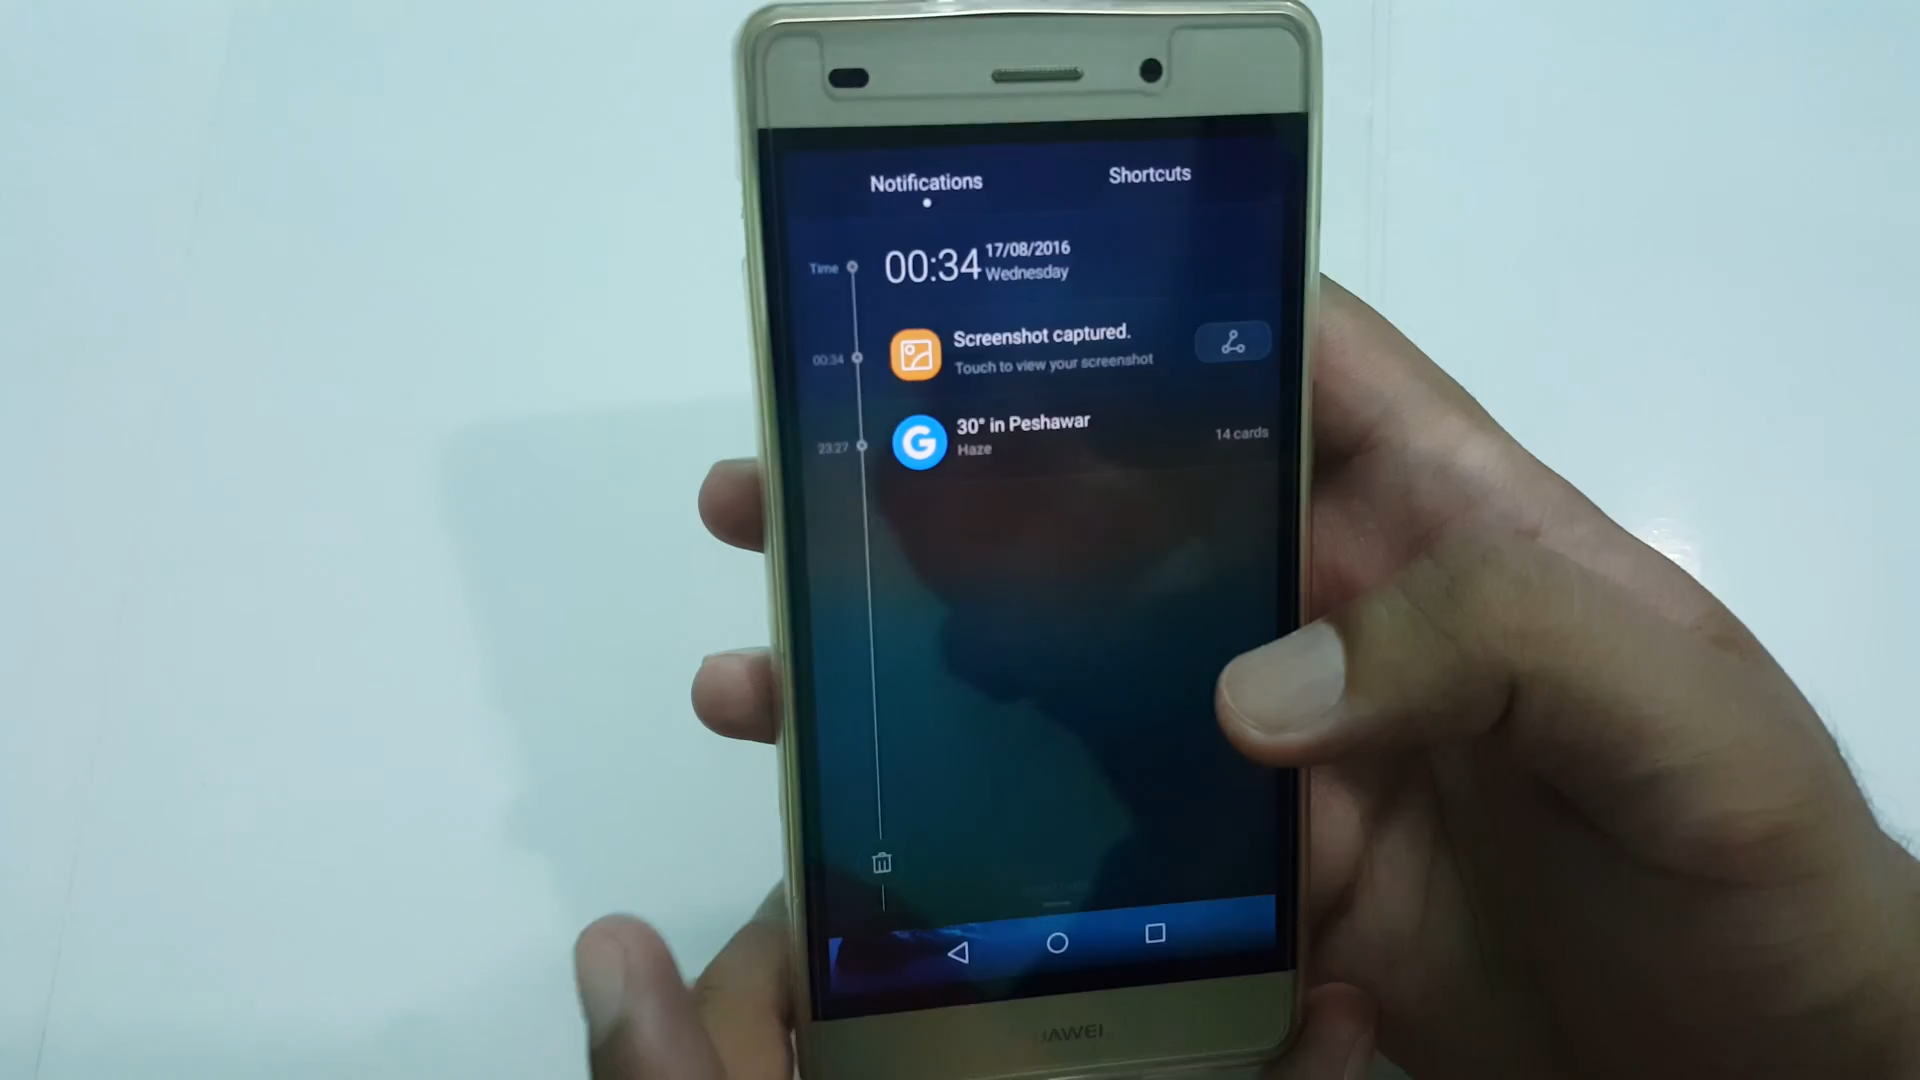 Notifications
Shortcuts
Time
00:34
17/08/2016
Wednesday
00:34
Screenshot captured.
Touch to view your screenshot
23:27
30° in Peshawar
Haze
14 cards
HUAWEI